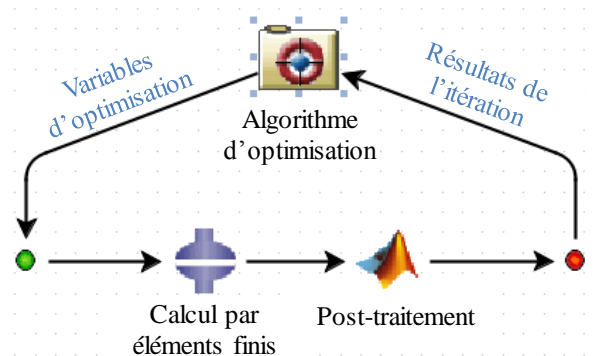 Variables
d'optimisation
Résultats de
l'itération
Algorithme
d'optimisation
Calcul par
éléments finis
Post-traitement